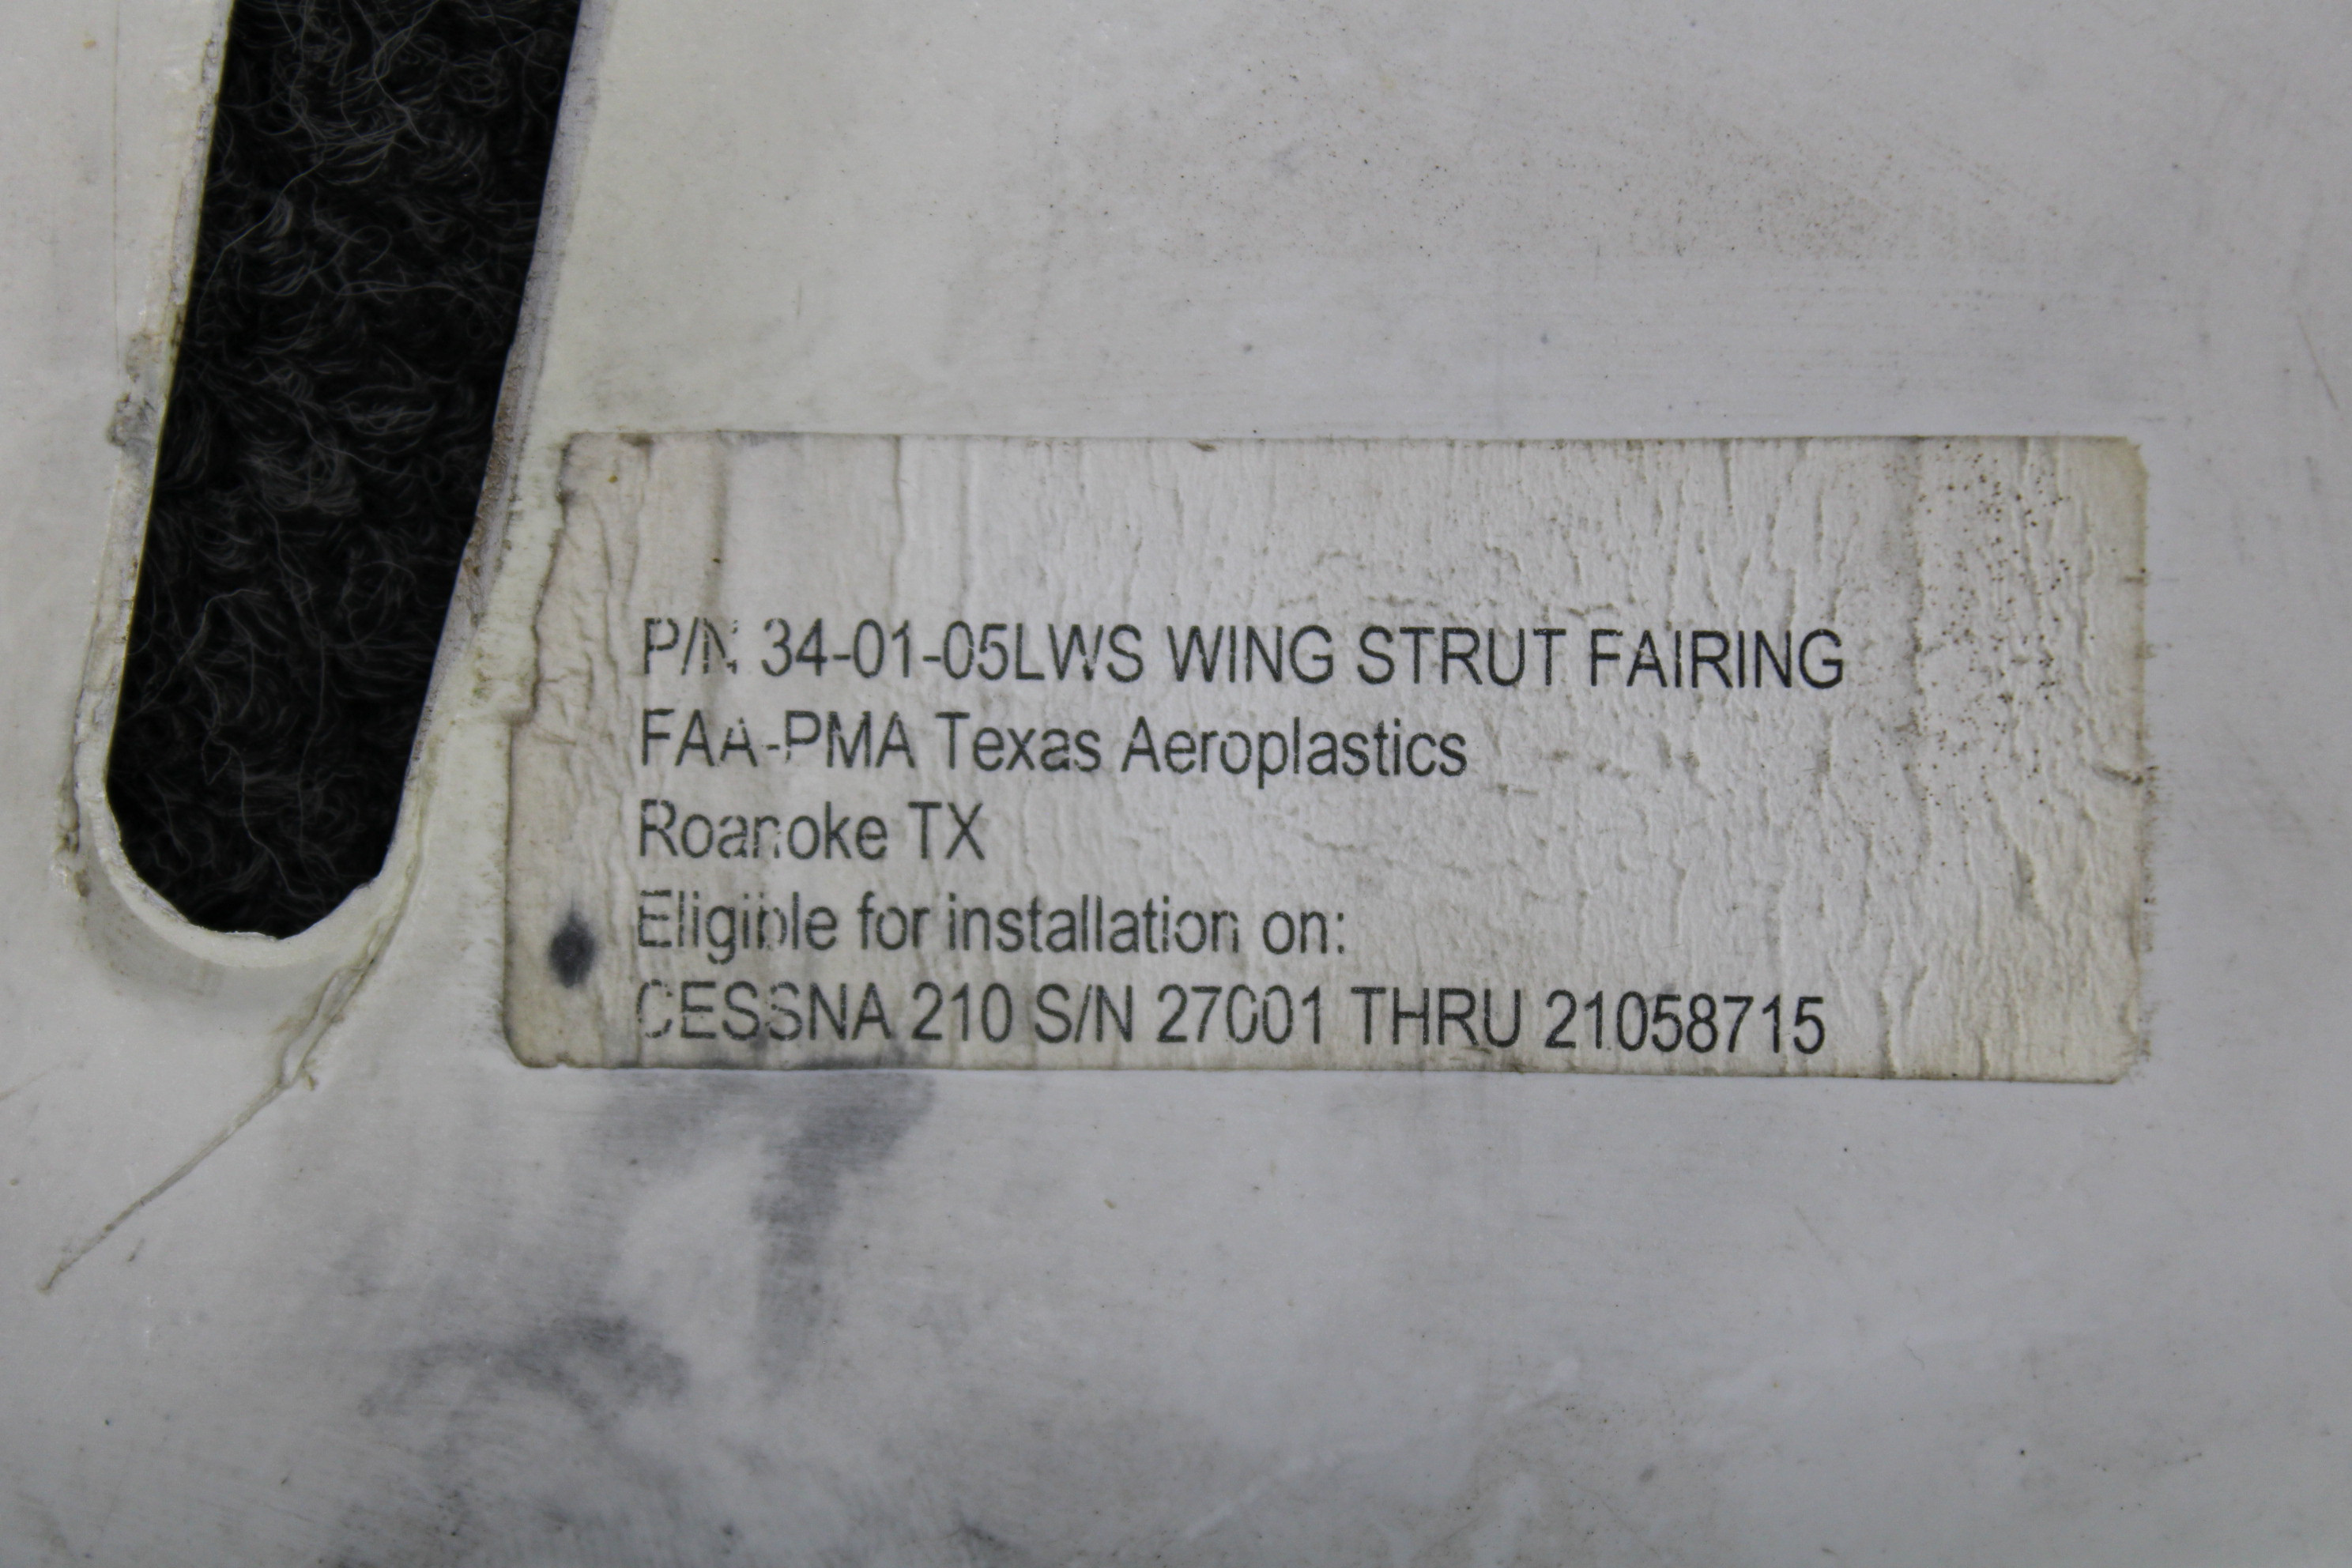 P/N 34-01-05LWS WING STRUT FAIRING
FAA-PMA Texas Aeroplastics
Roanoke TX
Eligible for installation on:
CESSNA 210 S/N 27001 THRU 21058715